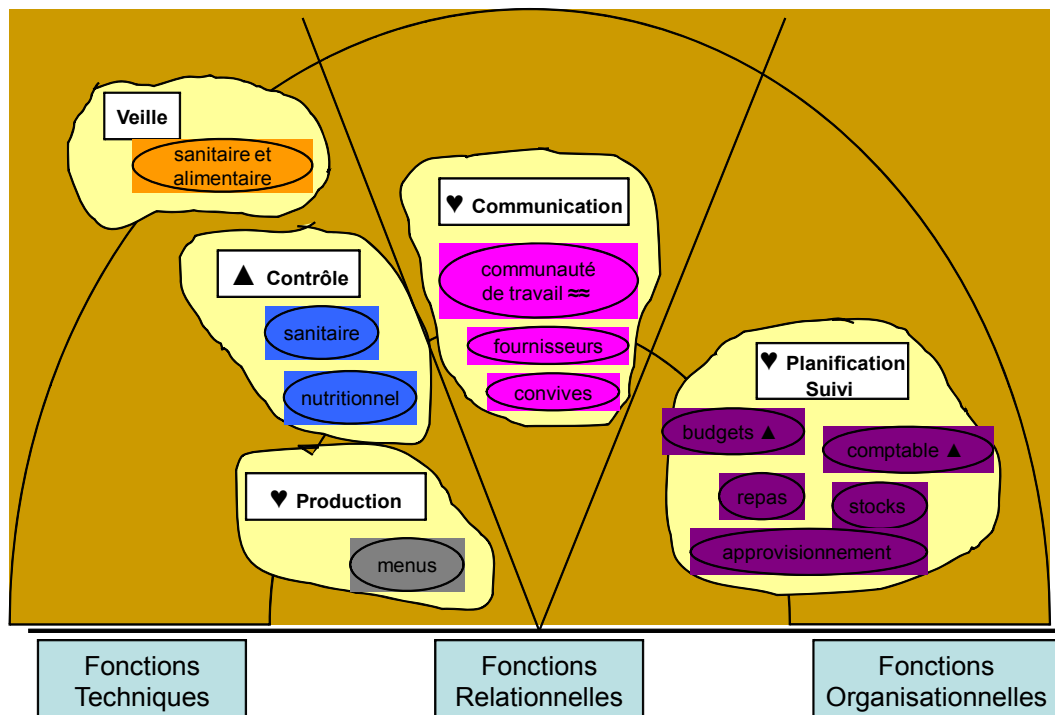 Veille
sanitaire et
alimentaire
♥ Communication
communauté
de travail ≈≈
fournisseurs
convives
▲ Contrôle
sanitaire
nutritionnel
♥ Planification
Suivi
budgets ▲
comptable ▲
repas
stocks
approvisionnement
♥ Production
menus
Fonctions
Techniques
Fonctions
Relationnelles
Fonctions
Organisationnelles